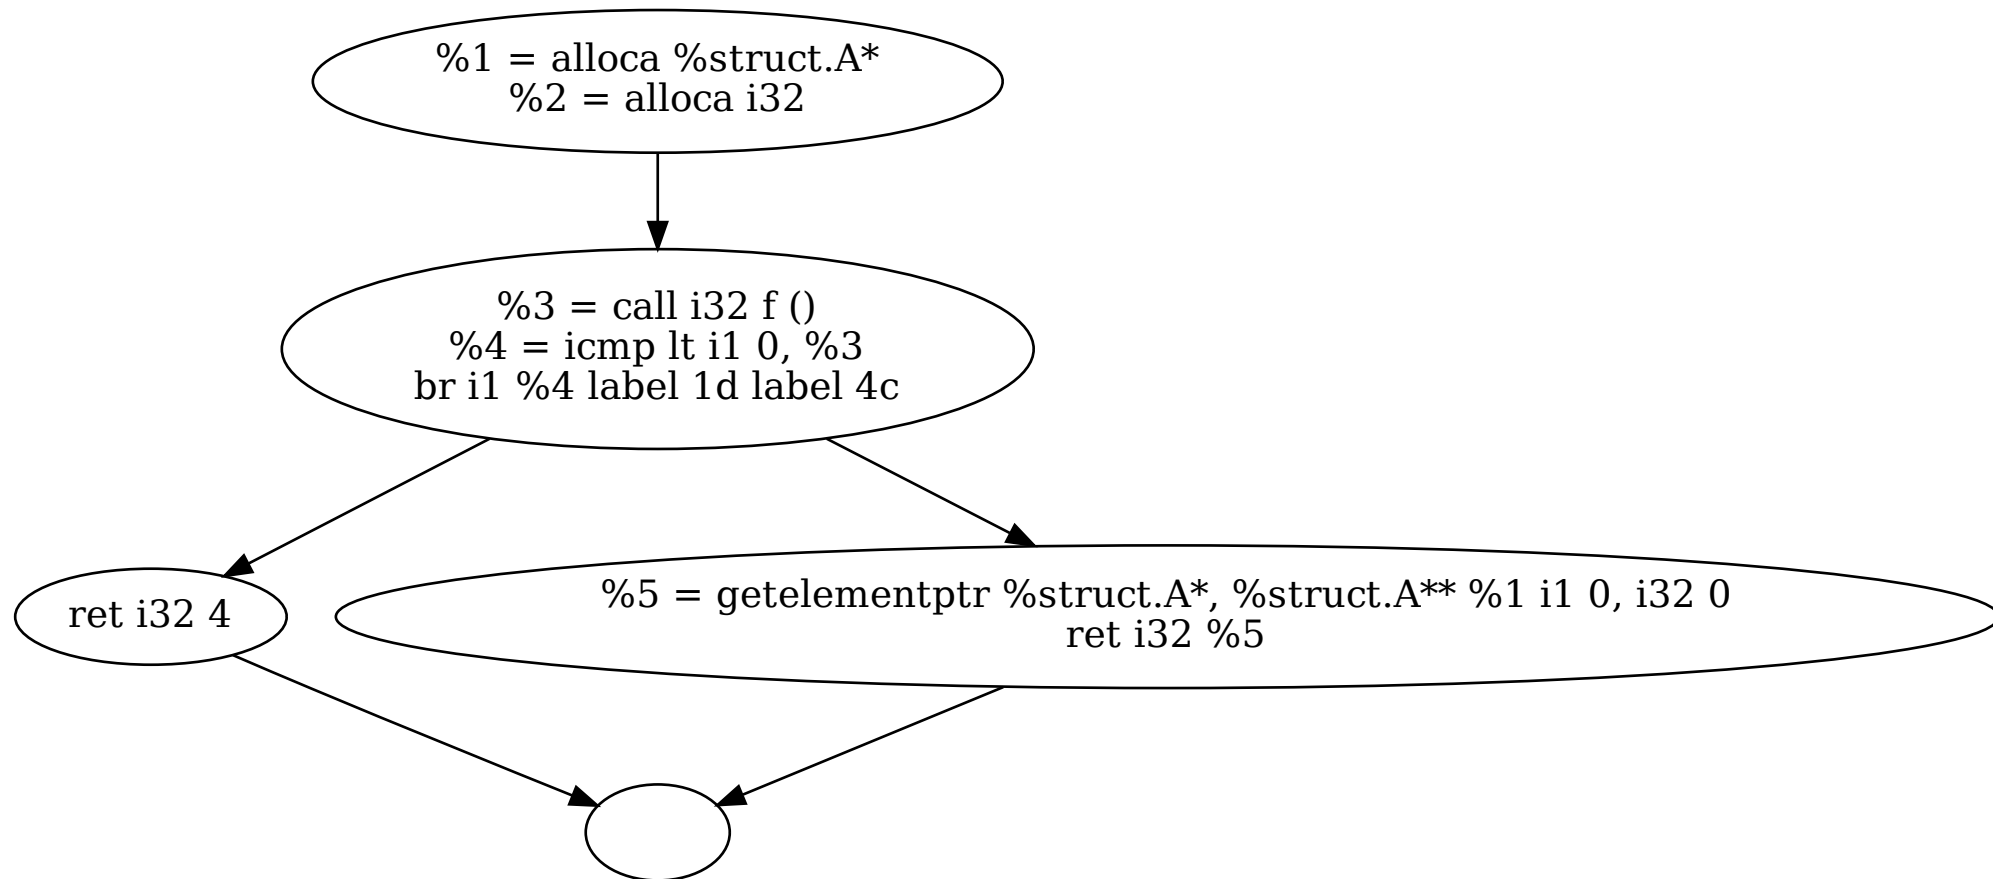 %1 = alloca %struct.A*
%2 = alloca i32
%3 = call i32 f ()
%4 = icmp lt i1 0, %3
br i1 %4 label 1d label 4c
ret i32 4
%5 = getelementptr %struct.A*, %struct.A** %1 i1 0, i32 0
ret i32 %5